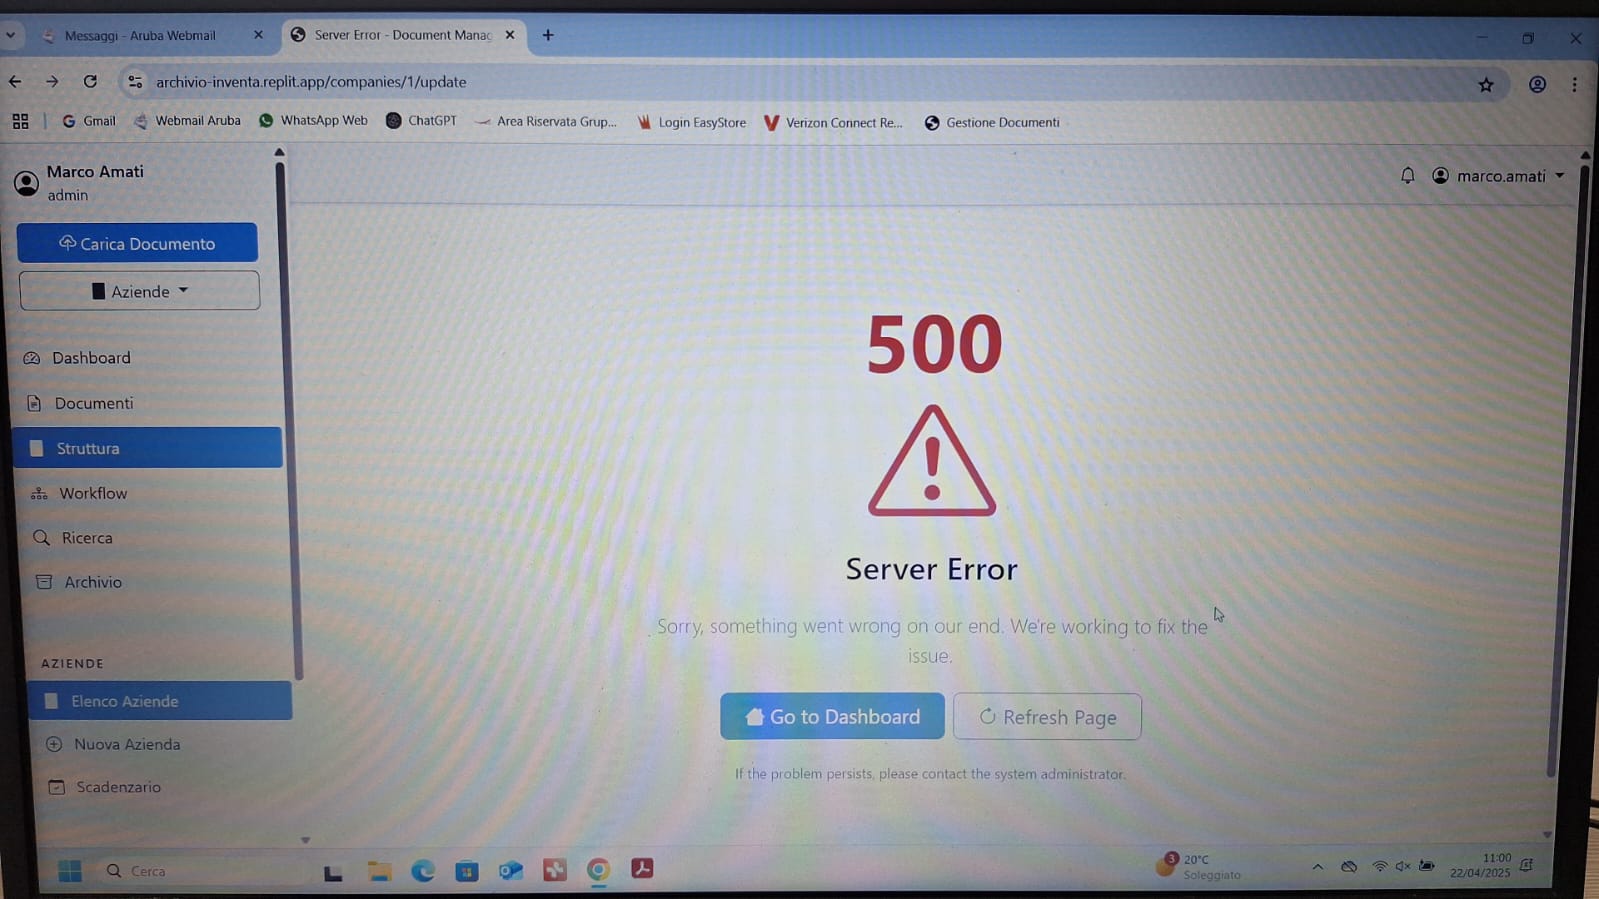 Messaggi - Aruba Webmail
Server Error - Document Manag
archivio-inventa.replit.app/companies/1/update
Gmail
Webmail Aruba
WhatsApp Web
ChatGPT
Area Riservata Grup...
Login EasyStore
Verizon Connect Re...
Gestione Documenti
Marco Amati
admin
marco.amati
Carica Documento
Aziende
Dashboard
Documenti
Struttura
Workflow
Ricerca
Archivio
AZIENDE
Elenco Aziende
Nuova Azienda
Scadenzario
500
Server Error
Sorry, something went wrong on our end. We're working to fix the
issue.
Go to Dashboard
Refresh Page
If the problem persists, please contact the system administrator.
Cerca
3
20°C
Soleggiato
11:00
22/04/2025